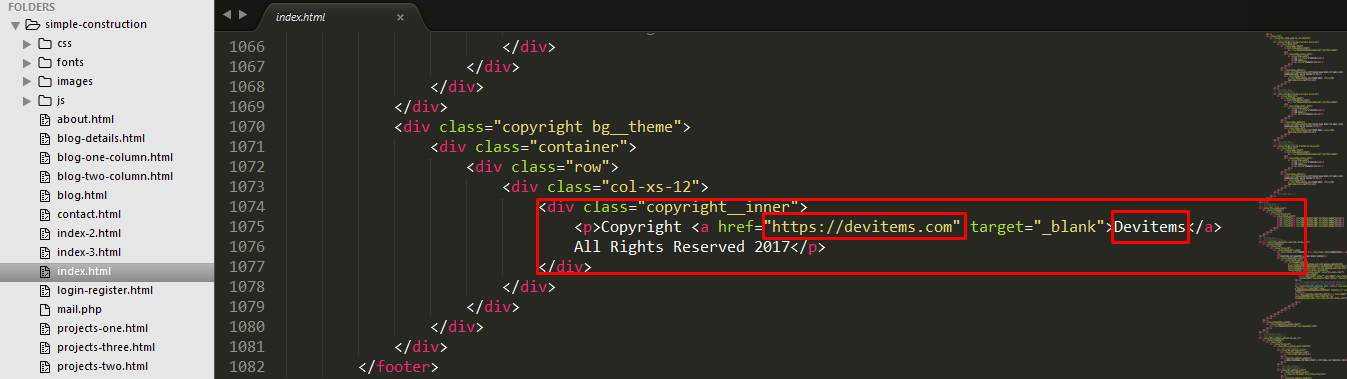 FOLDERS
simple-construction
css
fonts
images
js
about.html
blog-details.html
blog-one-column.html
blog-two-column.html
blog.html
contact.html
index-2.html
index-3.html
index.html
login-register.html
mail.php
projects-one.html
projects-three.html
projects-two.html
index.html ×
1066 </div>
1067 </div>
1068 </div>
1069 </div>
1070 <div class="copyright bg__theme">
1071 <div class="container">
1072 <div class="row">
1073 <div class="col-xs-12">
1074 <div class="copyright__inner">
1075 <p>Copyright <a href="https://devitems.com" target="_blank">Devitems</a>
1076 All Rights Reserved 2017</p>
1077 </div>
1078 </div>
1079 </div>
1080 </div>
1081 </div>
1082 </footer>